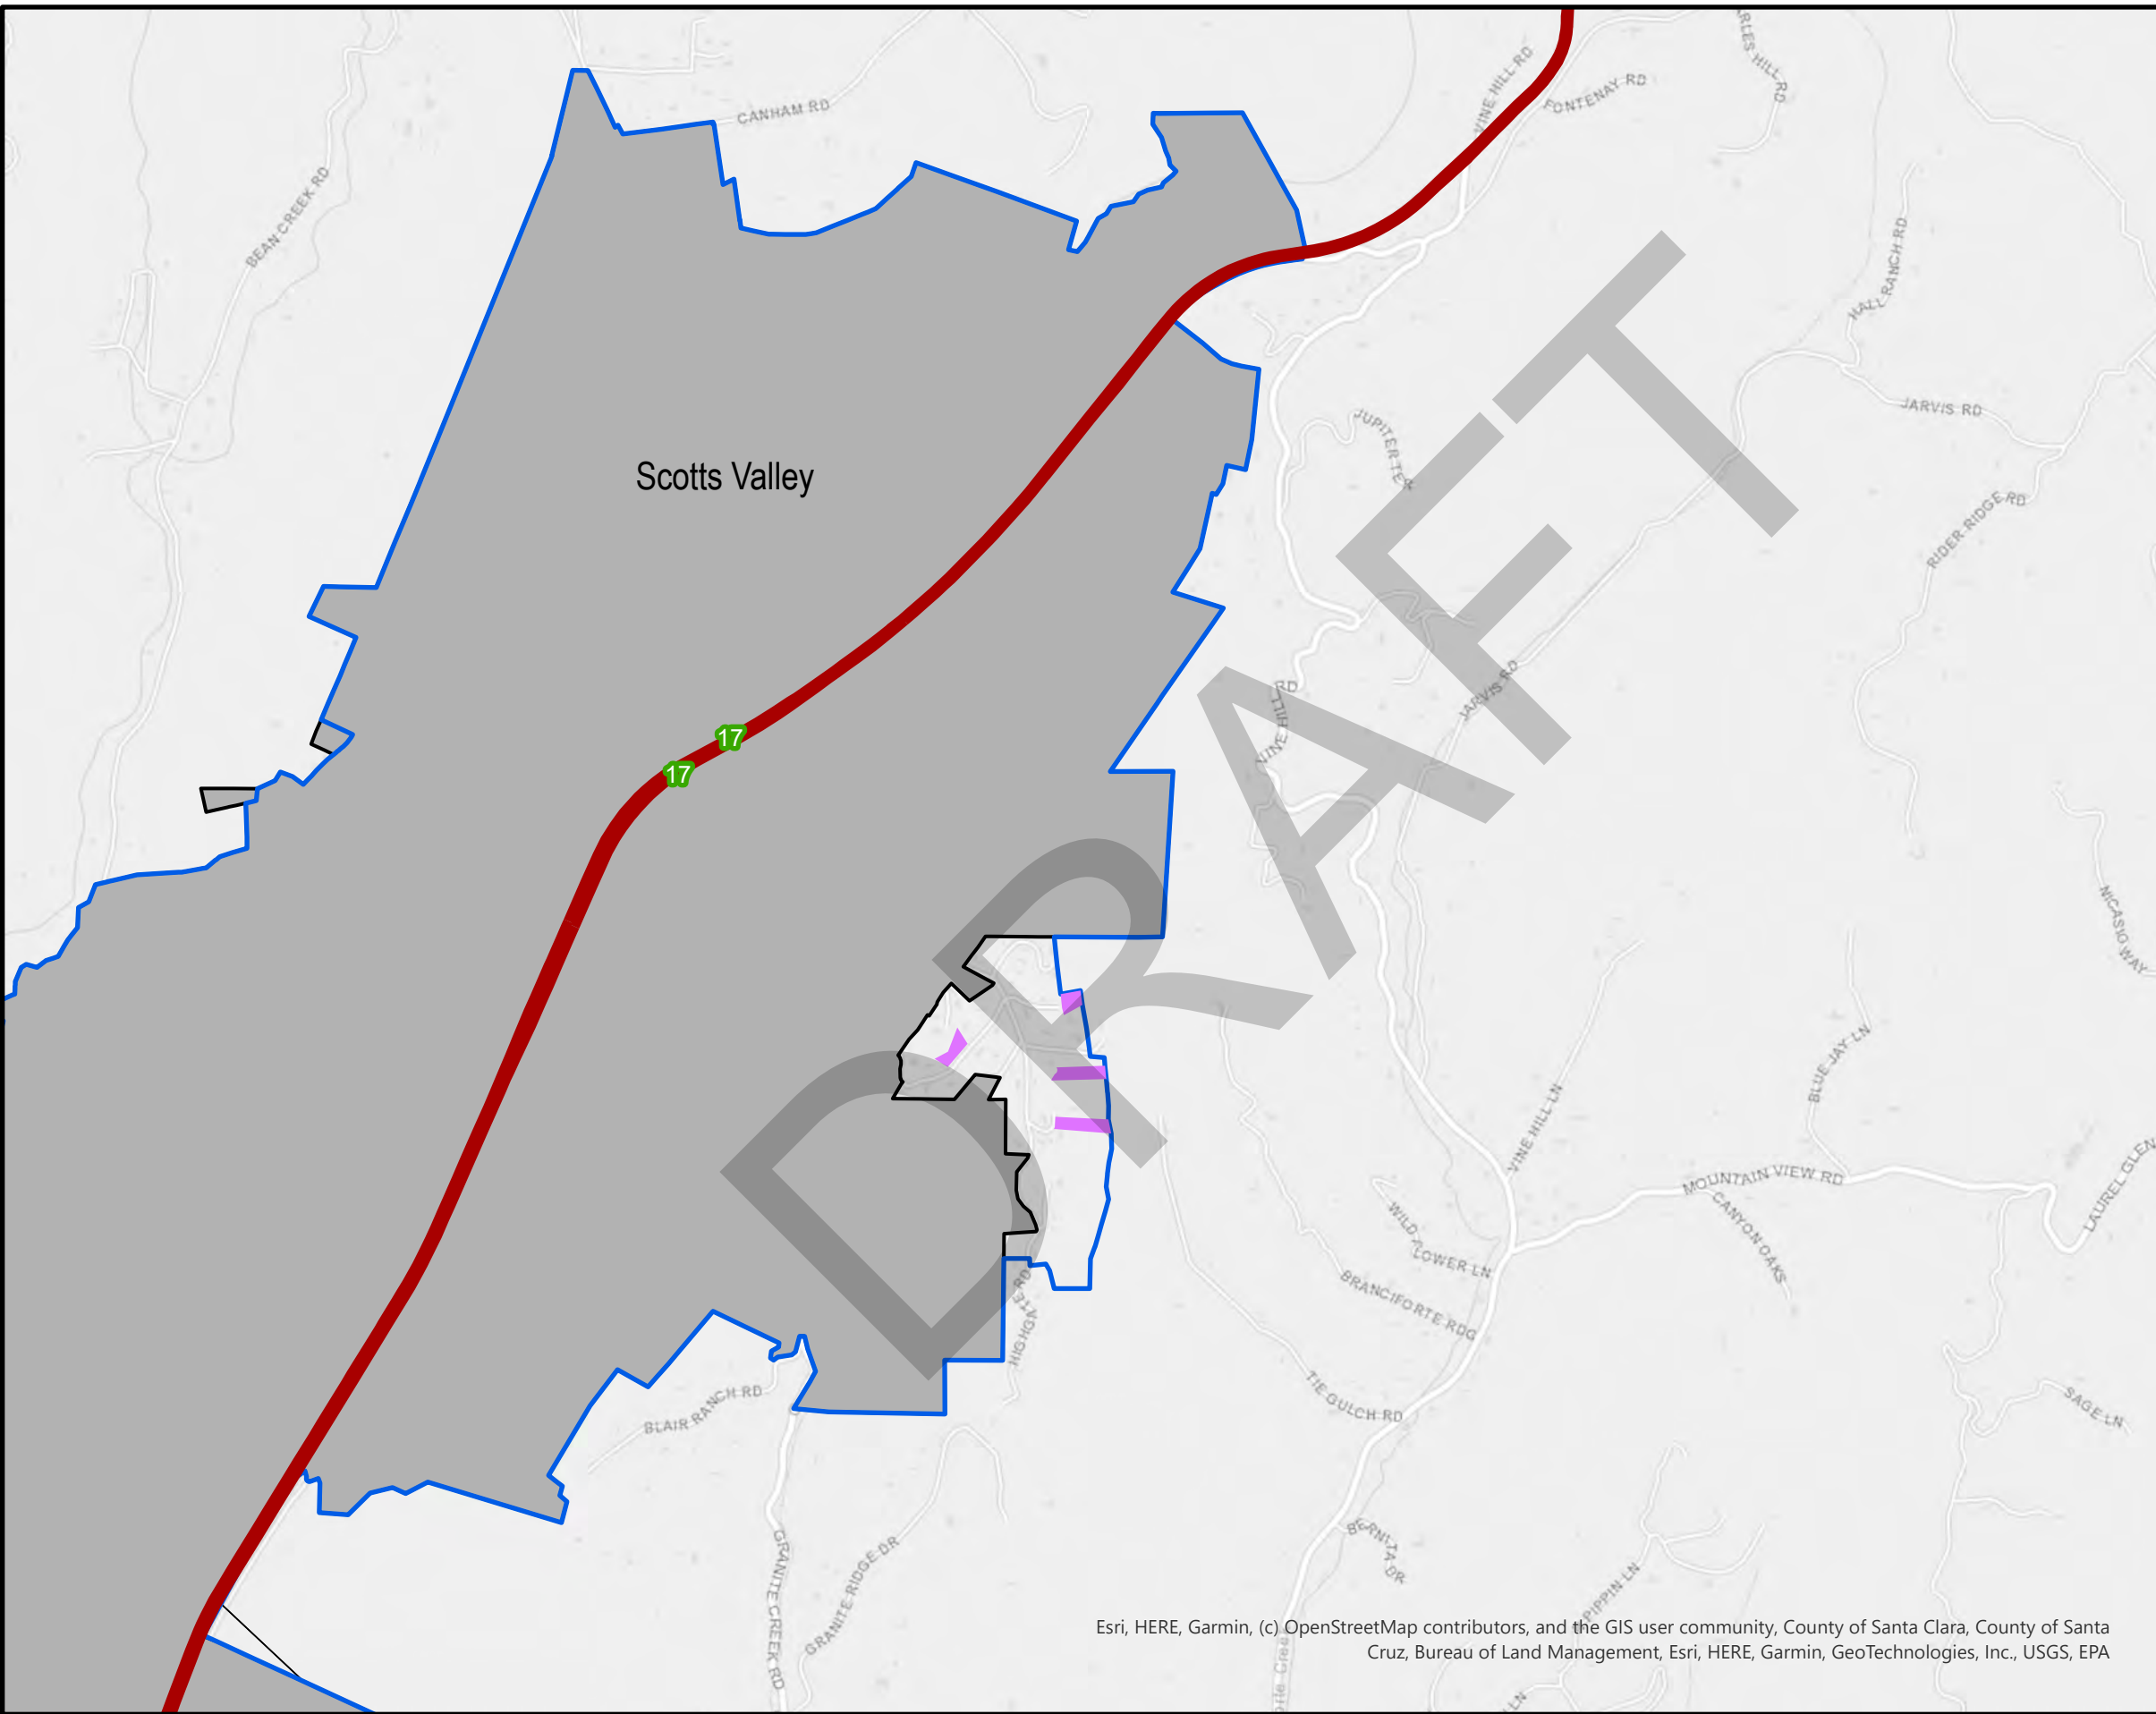 CANHAM RD
VINE HILL RD
FONTENAY RD
BEAN CREEK RD
HALL RANCH RD
JUPITER TER
JARVIS RD
Scotts Valley
RIDER RIDGE RD
JARVIS RD
VINE HILL RD
17
17
DRAFT
NICASIO WAY
BLUE JAY LN
VINE HILL LN
MOUNTAIN VIEW RD
CANYON OAKS
LAUREL GLEN
WILD
LOWER LN
BRANCIFORTE RDG
RD
BLAIR RANCH RD
TIE GULCH RD
SAGE LN
GRANITE CREEK RD
GRANITE RIDGE DR
BERNITA DR
PIPPIN LN
LN
Esri, HERE, Garmin, (c) OpenStreetMap contributors, and the GIS user community, County of Santa Clara, County of Santa
Cruz, Bureau of Land Management, Esri, HERE, Garmin, GeoTechnologies, Inc., USGS, EPA